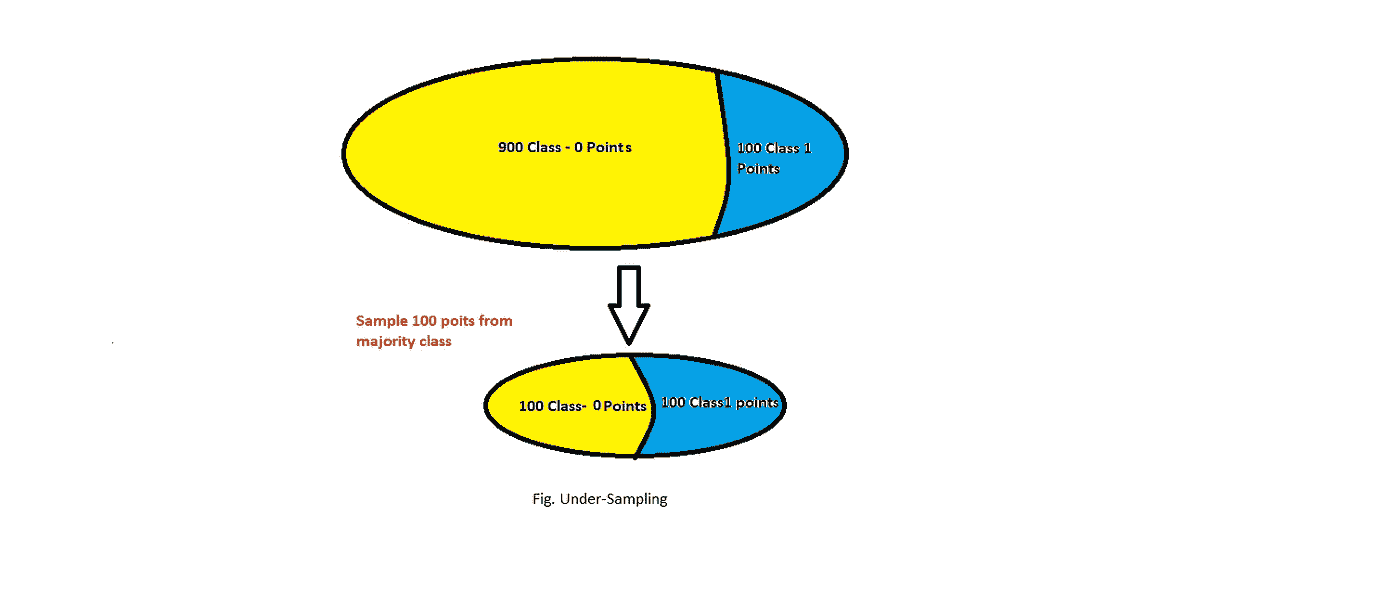 900 Class - 0 Points
100 Class 1
Points
Sample 100 poits from
majority class
100 Class- 0 Points
100 Class1 points
Fig. Under-Sampling